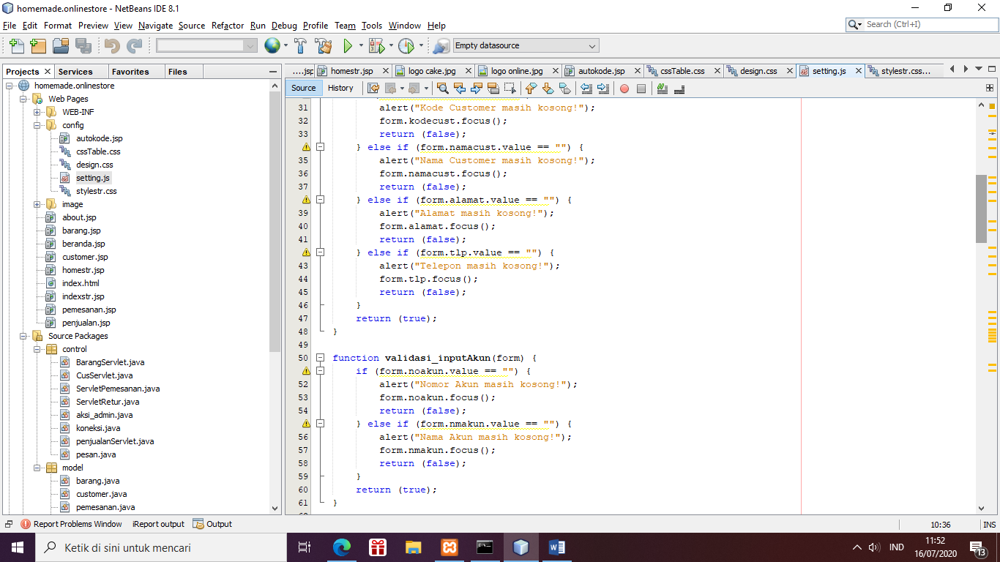 homemade.onlinestore - NetBeans IDE 8.1
File Edit Format Preview View Navigate Source Refactor Run Debug Profile Team Tools Window Help
Search (Ctrl+I)
Empty datasource
Projects Services Favorites Files
homemade.onlinestore
Web Pages
WEB-INF
config
autokode.jsp
cssTable.css
design.css
setting.js
stylestr.css
image
about.jsp
barang.jsp
beranda.jsp
customer.jsp
homestr.jsp
index.html
indexstr.jsp
pemesanan.jsp
penjualan.jsp
Source Packages
control
BarangServlet.java
CusServlet.java
ServletPemesanan.java
ServletRetur.java
aksi_admin.java
koneksi.java
penjualanServlet.java
pesan.java
model
barang.java
customer.java
pemesanan.java
....jsp homestr.jsp logo cake.jpg logo online.jpg autokode.jsp cssTable.css design.css setting.js stylestr.css...
Source History
31 alert("Kode Customer masih kosong!");
32 form.kodecust.focus();
33 return (false);
} else if (form.namacust.value == "") {
35 alert("Nama Customer masih kosong!");
36 form.namacust.focus();
37 return (false);
} else if (form.alamat.value == "") {
39 alert("Alamat masih kosong!");
40 form.alamat.focus();
41 return (false);
} else if (form.tlp.value == "") {
43 alert("Telepon masih kosong!");
44 form.tlp.focus();
45 return (false);
46 }
47 return (true);
48 }
49
50 function validasi_inputAkun(form) {
if (form.noakun.value == "") {
52 alert("Nomor Akun masih kosong!");
53 form.noakun.focus();
54 return (false);
} else if (form.nmakun.value == "") {
56 alert("Nama Akun masih kosong!");
57 form.nmakun.focus();
58 return (false);
59 }
60 return (true);
61 }
Report Problems Window iReport output Output
10:36 INS
Ketik di sini untuk mencari
IND
11:52
16/07/2020
13